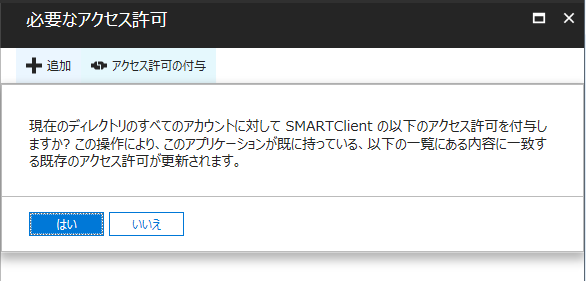 必要なアクセス許可
追加 アクセス許可の付与
現在のディレクトリのすべてのアカウントに対して SMARTClient の以下のアクセス許可を付与し
ますか? この操作により、このアプリケーションが既に持っている、以下の一覧にある内容に一致す
る既存のアクセス許可が更新されます。
はい いいえ